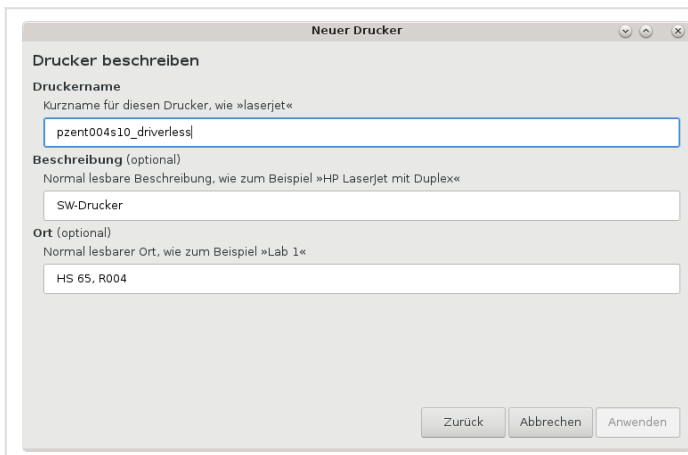 Neuer Drucker
Drucker beschreiben
Druckername
Kurzname für diesen Drucker, wie »laserjet«
pzent004s10_driverless
Beschreibung (optional)
Normal lesbare Beschreibung, wie zum Beispiel »HP LaserJet mit Duplex«
SW-Drucker
Ort (optional)
Normal lesbarer Ort, wie zum Beispiel »Lab 1«
HS 65, R004
Zurück Abbrechen Anwenden